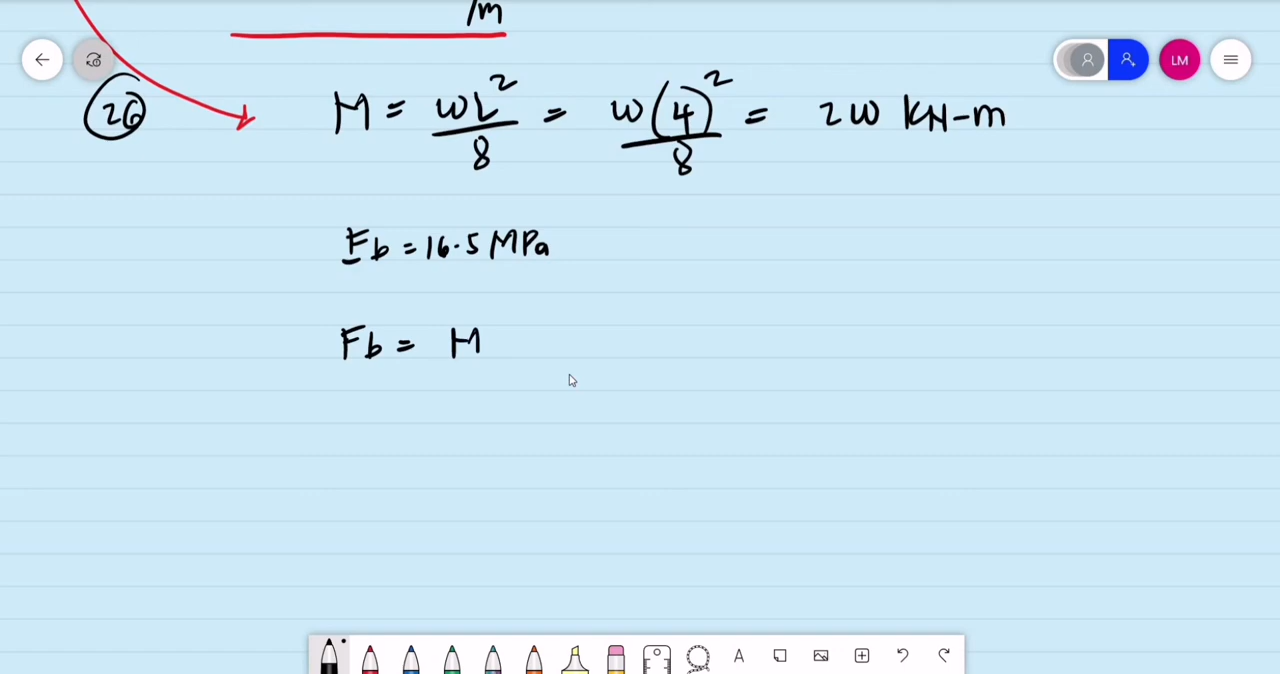 /m
26 M = wL²/8 = w(4)²/8 = 2w kN-m
LM
Fb = 16.5 MPa
Fb = M
A